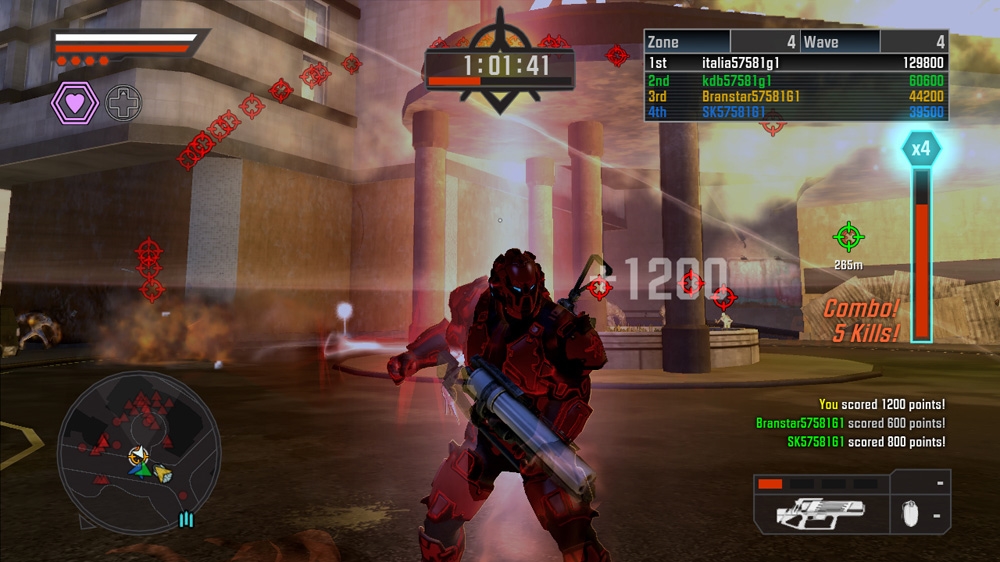 1:01:41
Zone 4 Wave 4
1st italia57581g1 129800
2nd kdb57581g1 60600
3rd Branstar5758161 44200
4th SK5758161 39500
x4
265m
+1200
Combo!
5 Kills!
You scored 1200 points!
Branstar5758161 scored 600 points!
SK5758161 scored 800 points!
-
-